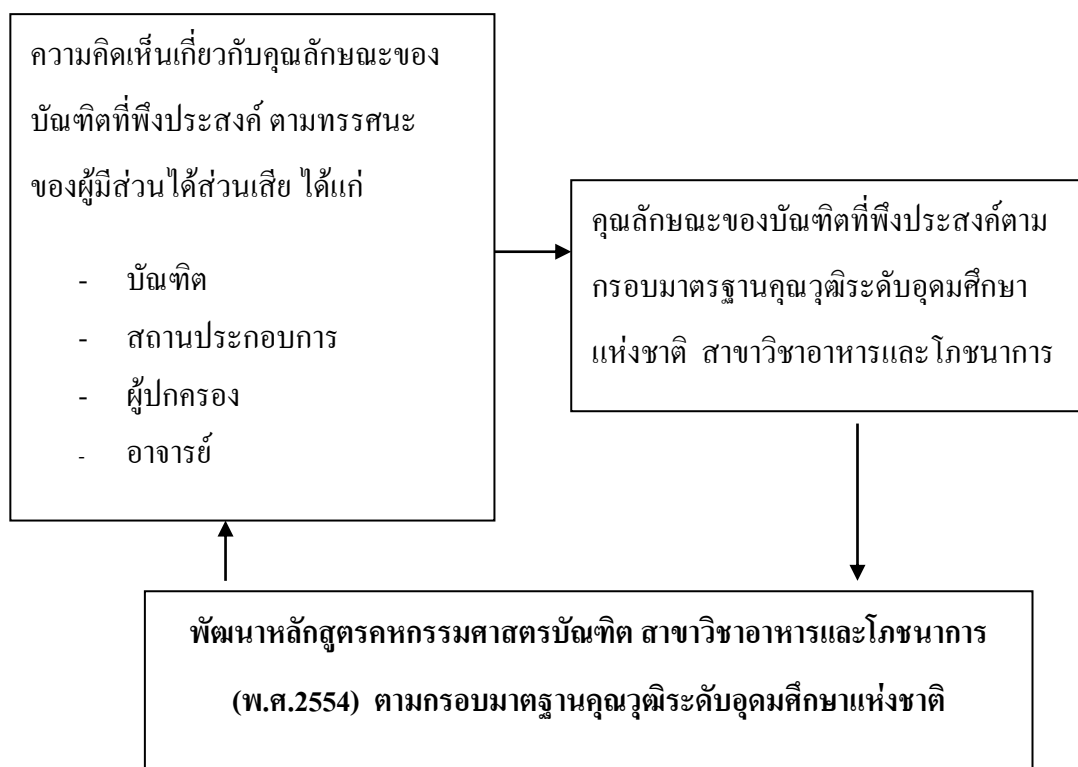 ความคิดเห็นเกี่ยวกับคุณลักษณะของ
บัณฑิตที่พึงประสงค์ ตามทรรศนะ
ของผู้มีส่วนได้ส่วนเสีย ได้แก่
- บัณฑิต
- สถานประกอบการ
- ผู้ปกครอง
- อาจารย์
คุณลักษณะของบัณฑิตที่พึงประสงค์ตาม
กรอบมาตรฐานคุณวุฒิระดับอุดมศึกษา
แห่งชาติ สาขาวิชาอาหารและโภชนาการ
พัฒนาหลักสูตรคหกรรมศาสตรบัณฑิต สาขาวิชาอาหารและโภชนาการ
(พ.ศ.2554) ตามกรอบมาตฐานคุณวุฒิระดับอุดมศึกษาแห่งชาติ